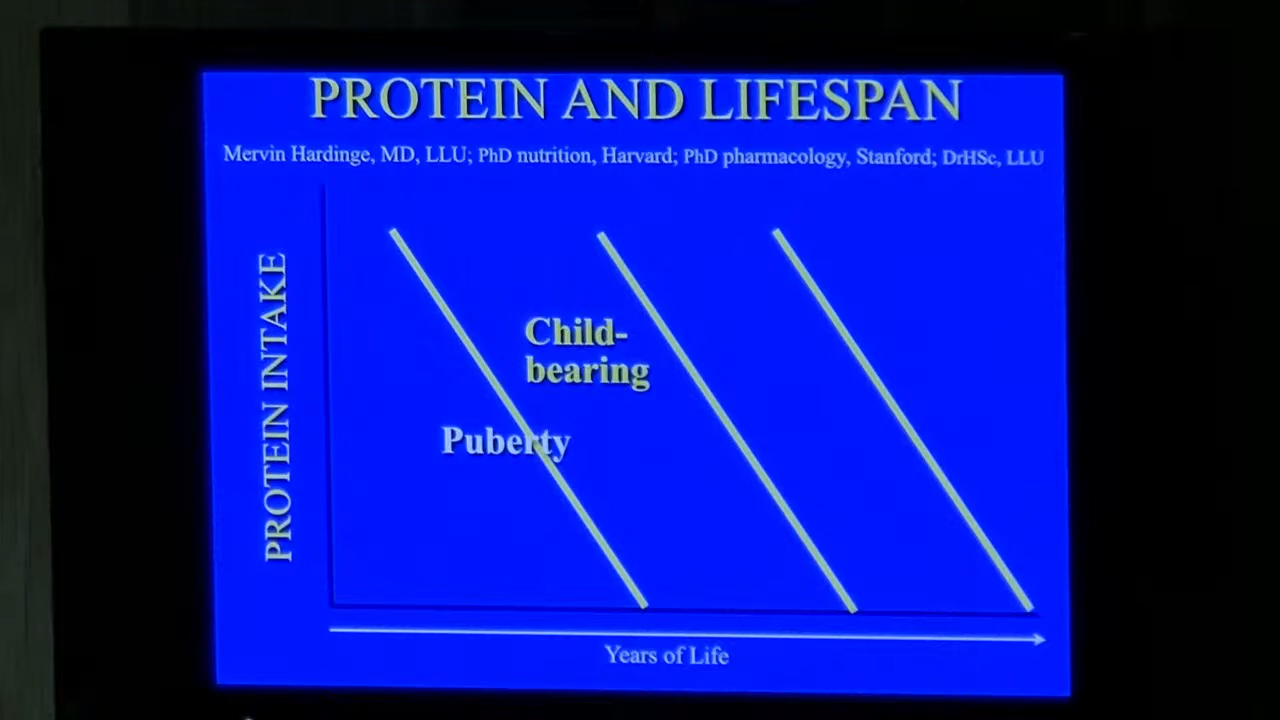 PROTEIN AND LIFESPAN
Mervin Hardinge, MD, LLU; PhD nutrition, Harvard; PhD pharmacology, Stanford; DrHSc, LLU
PROTEIN INTAKE
Child-
bearing
Puberty
Years of Life